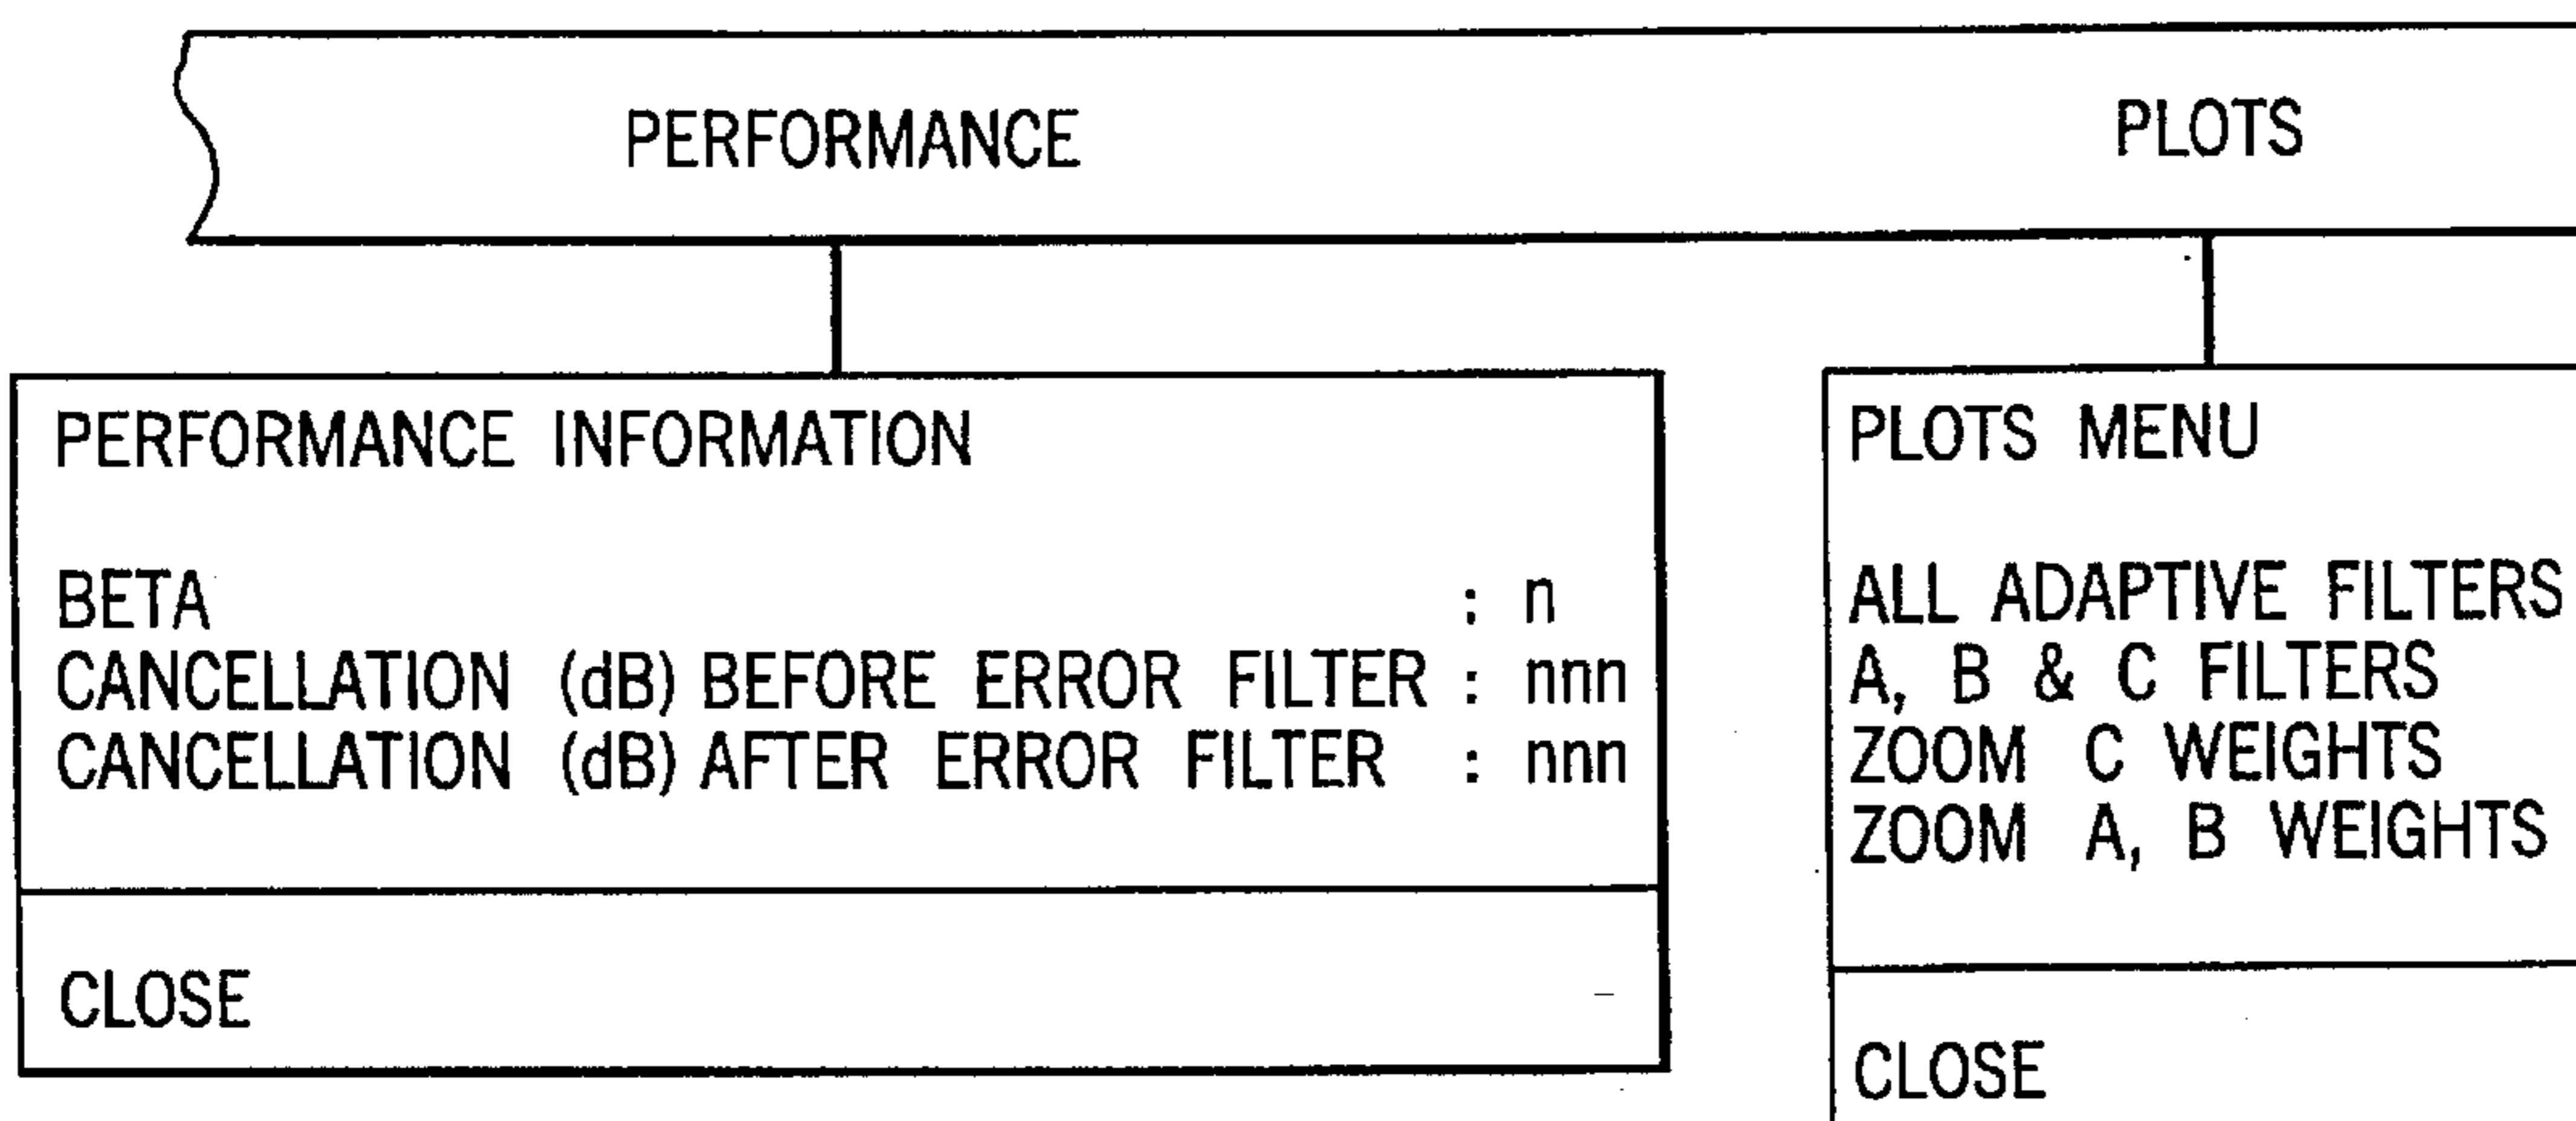 PERFORMANCE PLOTS
PERFORMANCE INFORMATION
BETA : n
CANCELLATION (dB) BEFORE ERROR FILTER : nnn
CANCELLATION (dB) AFTER ERROR FILTER : nnn
CLOSE
PLOTS MENU
ALL ADAPTIVE FILTERS
A, B & C FILTERS
ZOOM C WEIGHTS
ZOOM A, B WEIGHTS
CLOSE